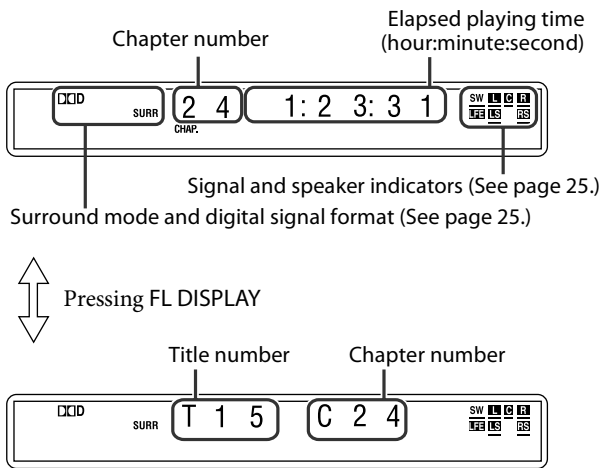 Elapsed playing time
(hour:minute:second)
Chapter number
D SURR 2 4 1:2 3:3 1 SW L C R
CHAP. LFE LS RS
Signal and speaker indicators (See page 25.)
Surround mode and digital signal format (See page 25.)
Pressing FL DISPLAY
Title number Chapter number
D SURR T 1 5 C 2 4 SW L C R
LFE LS RS